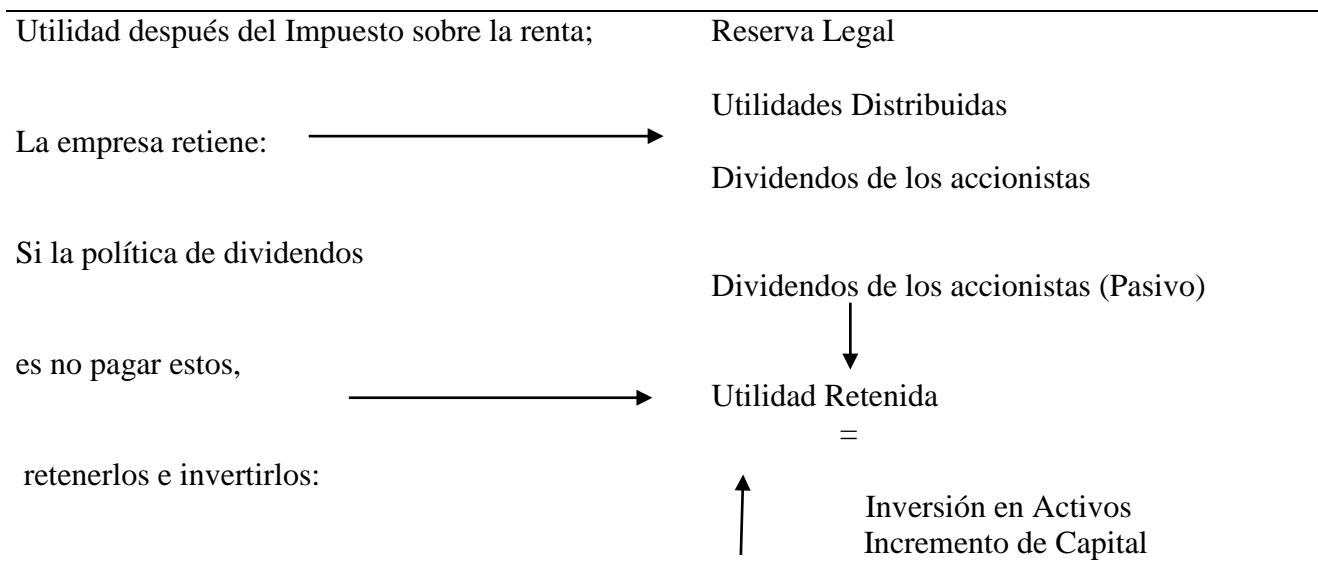 Utilidad después del Impuesto sobre la renta; Reserva Legal
Utilidades Distribuidas
La empresa retiene:
Dividendos de los accionistas
Si la política de dividendos
Dividendos de los accionistas (Pasivo)
es no pagar estos,
Utilidad Retenida
=
retenerlos e invertirlos:
Inversión en Activos
Incremento de Capital